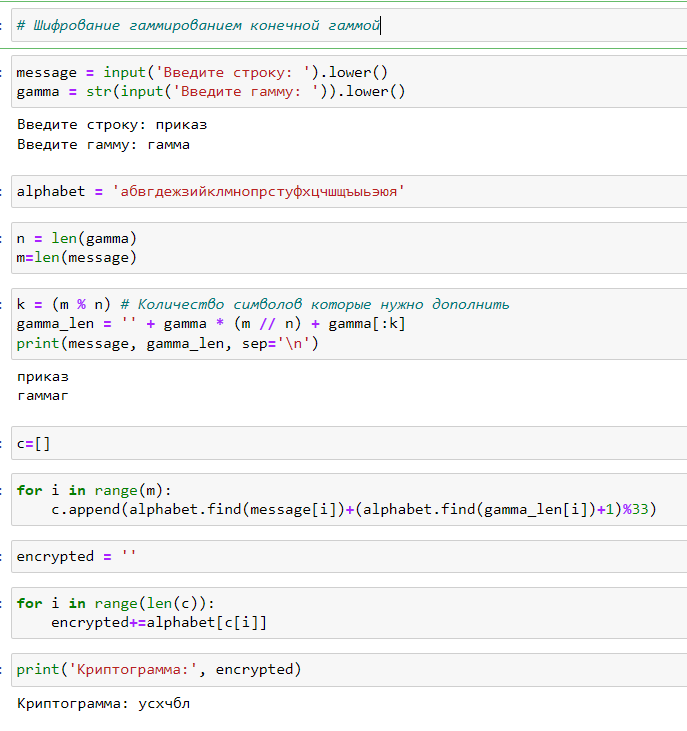 # Шифрование гаммированием конечной гаммой
message = input('Введите строку: ').lower()
gamma = str(input('Введите гамму: ')).lower()
Введите строку: приказ
Введите гамму: гамма
alphabet = 'абвгдежзийклмнопрстуфхцчшщъыьэюя'
n = len(gamma)
m=len(message)
k = (m % n) # Количество символов которые нужно дополнить
gamma_len = '' + gamma * (m // n) + gamma[:k]
print(message, gamma_len, sep='\n')
приказ
гаммаг
c=[]
for i in range(m):
    c.append(alphabet.find(message[i])+(alphabet.find(gamma_len[i])+1)%33)
encrypted = ''
for i in range(len(c)):
    encrypted+=alphabet[c[i]]
print('Криптограмма:', encrypted)
Криптограмма: усхчбл